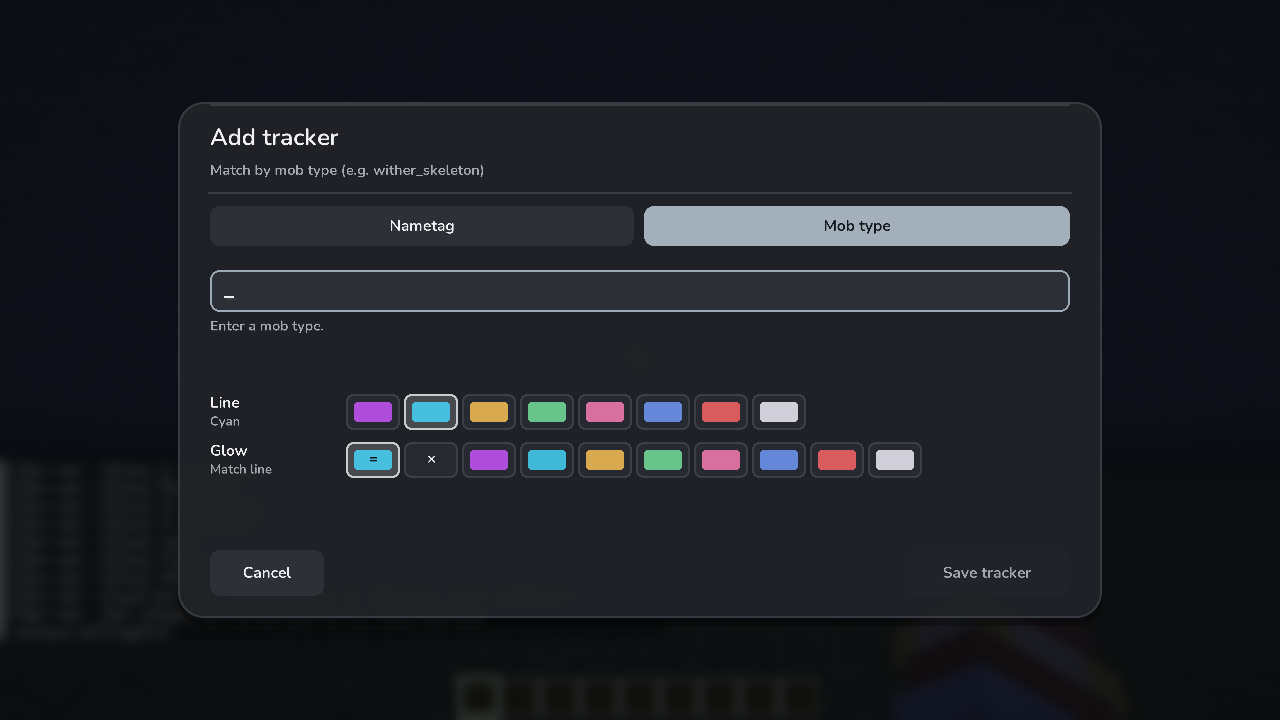 Add tracker
Match by mob type (e.g. wither_skeleton)
Nametag
Mob type
_
Enter a mob type.
Line
Cyan
Glow
Match line
=
×
Cancel
Save tracker